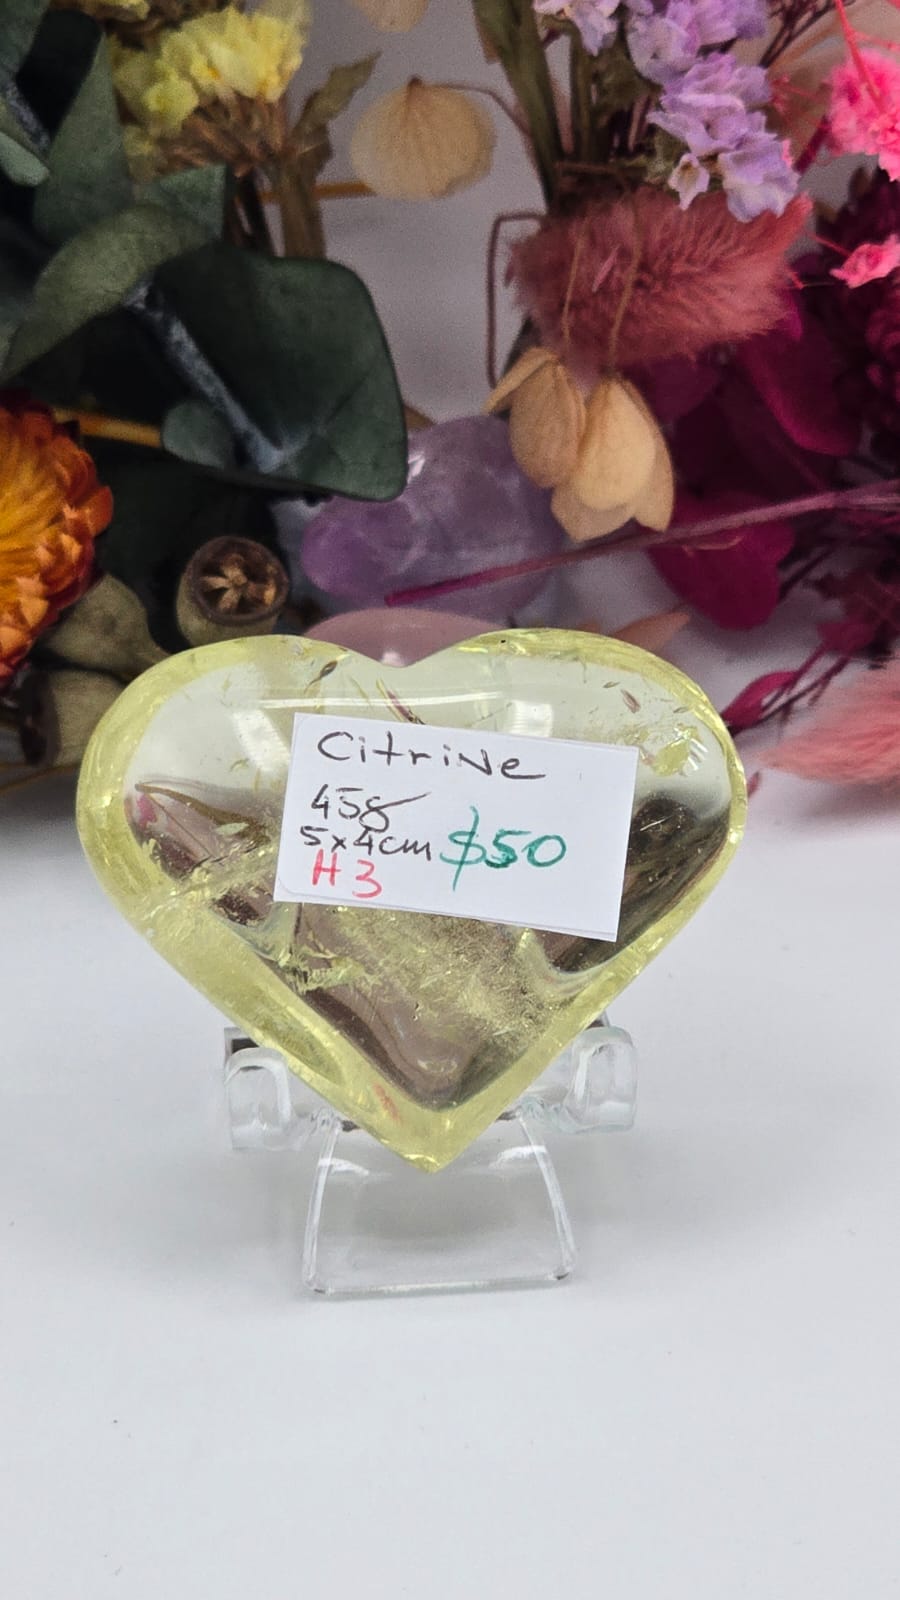 CitriNe
45g
5x4cm $50
H3